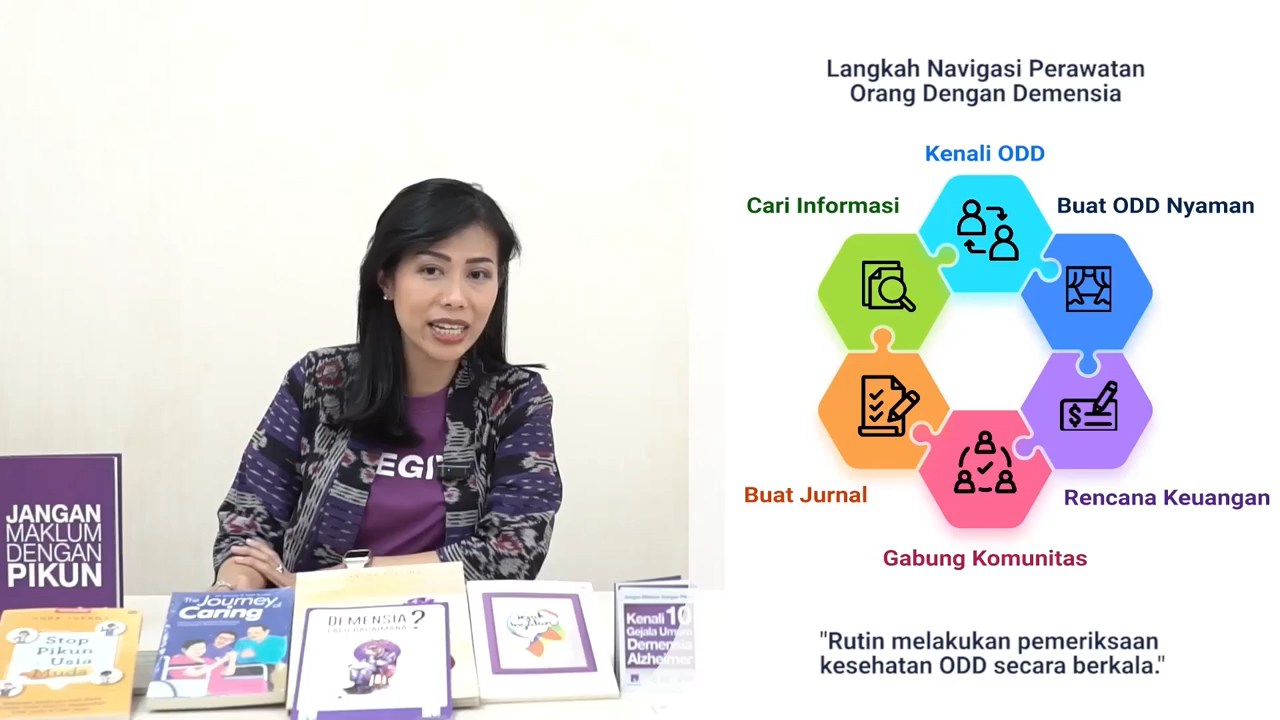 Langkah Navigasi Perawatan
Orang Dengan Demensia
Kenali ODD
Cari Informasi
Buat ODD Nyaman
Buat Jurnal
Rencana Keuangan
Gabung Komunitas
"Rutin melakukan pemeriksaan
kesehatan ODD secara berkala."
EGI
JANGAN
MAKLUM
DENGAN
PIKUN
Stop
Pikun di
Usia
Muda
The Journey of
Caring
DEMENSIA
?
Kenali 10
Gejala Umum
Demensia
Alzheimer